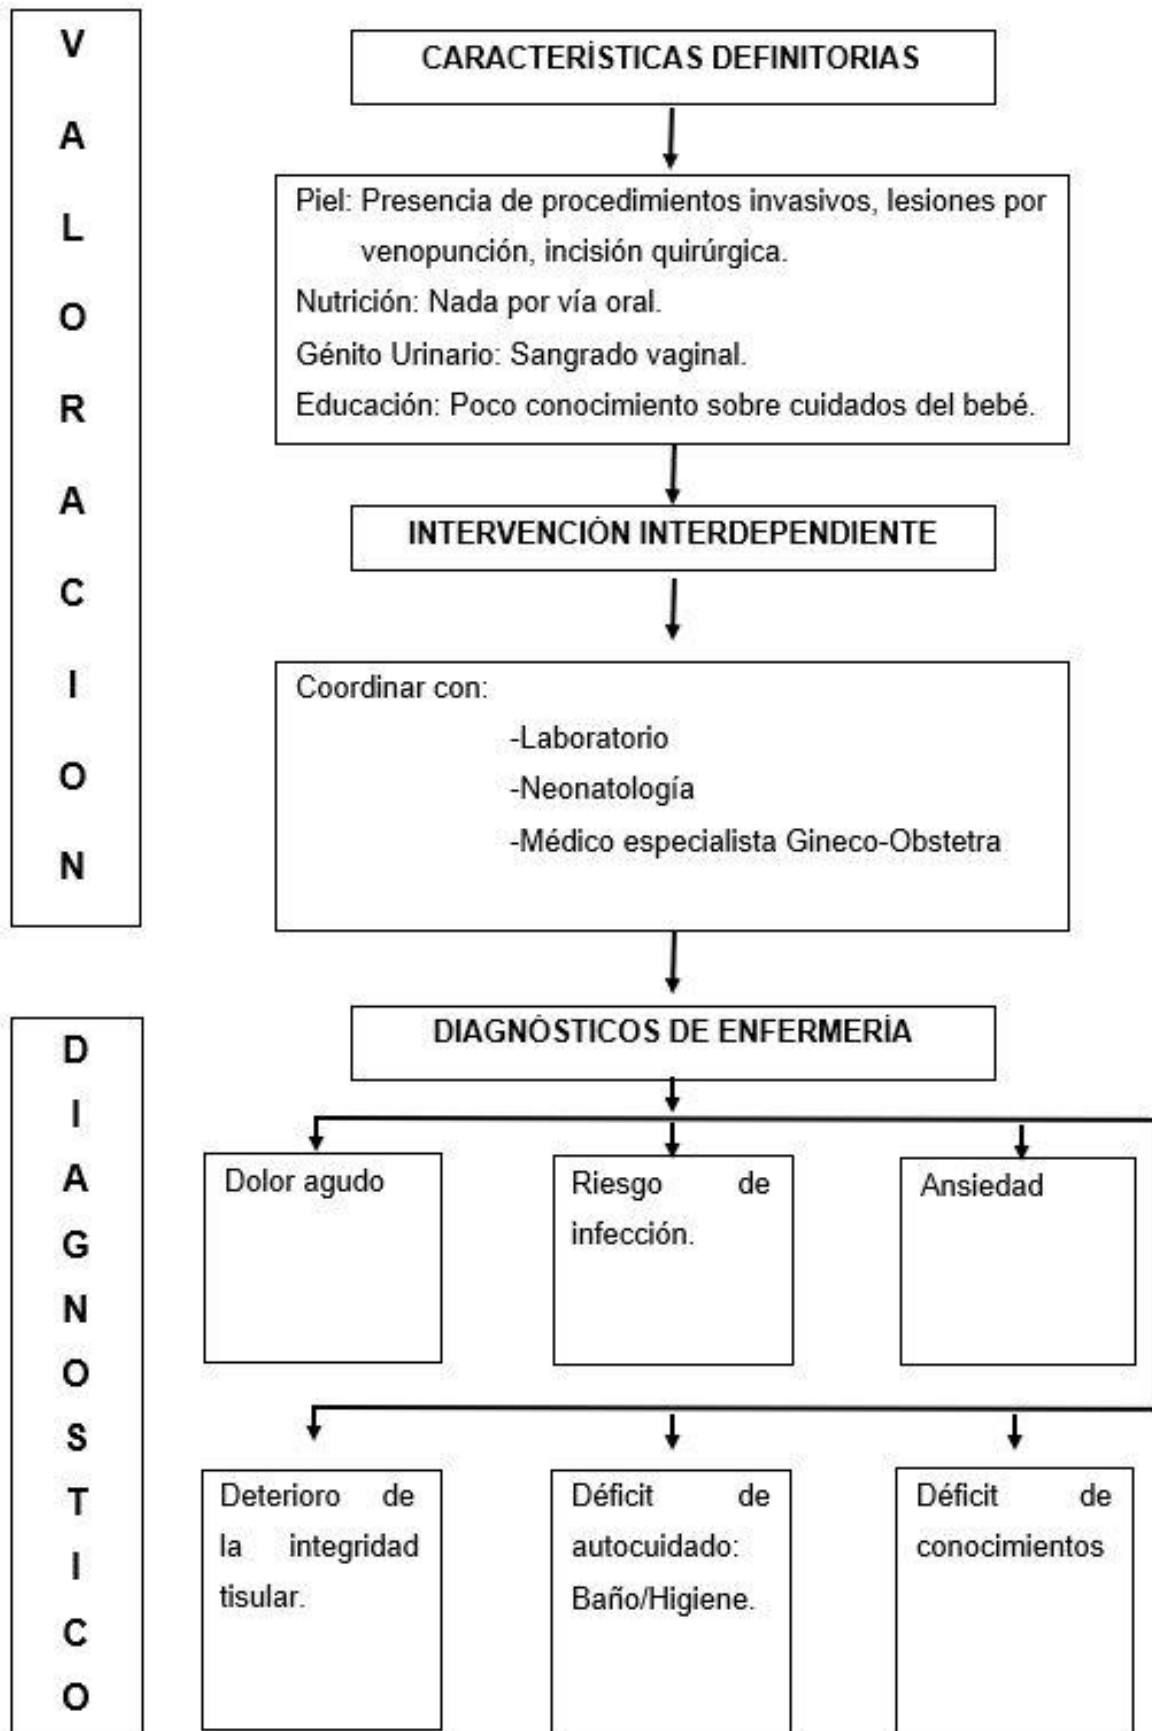 VALORACION
CARACTERÍSTICAS DEFINITORIAS
Piel: Presencia de procedimientos invasivos, lesiones por
venopunción, incisión quirúrgica.
Nutrición: Nada por vía oral.
Génito Urinario: Sangrado vaginal.
Educación: Poco conocimiento sobre cuidados del bebé.
INTERVENCIÓN INTERDEPENDIENTE
Coordinar con:
-Laboratorio
-Neonatología
-Médico especialista Gineco-Obstetra
DIAGNOSTICO
DIAGNÓSTICOS DE ENFERMERÍA
Dolor agudo
Riesgo de
infección.
Ansiedad
Deterioro de
la integridad
tisular.
Déficit de
autocuidado:
Baño/Higiene.
Déficit de
conocimientos